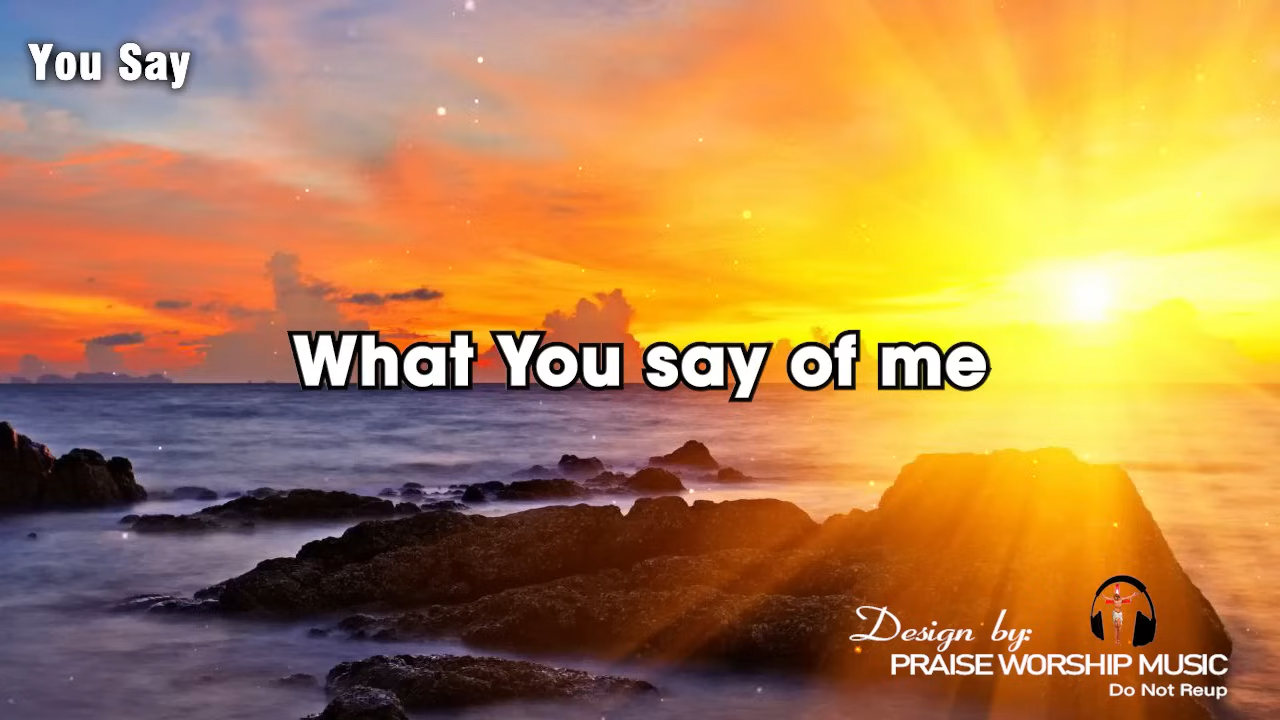 You Say
What You say of me
Design by:
PRAISE WORSHIP MUSIC
Do Not Reup